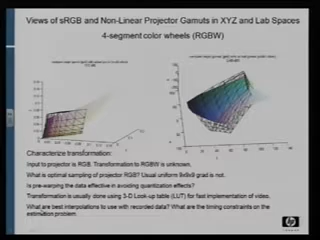 Views of sRGB and Non-Linear Projector Gamuts in XYZ and Lab Spaces
4-segment color wheels (RGBW)
Characterize transformation:
Input to projector is RGB. Transformation to RGBW is unknown.
What is optimal sampling of projector RGB? Usual uniform 9x9x9 grid is not.
Is pre-warping the data effective in avoiding quantization effects?
Transformation is usually done using 3-D Look-up table (LUT) for fast implementation of video.
What are best interpolations to use with recorded data? What are the timing constraints on the
estimation problem
hp